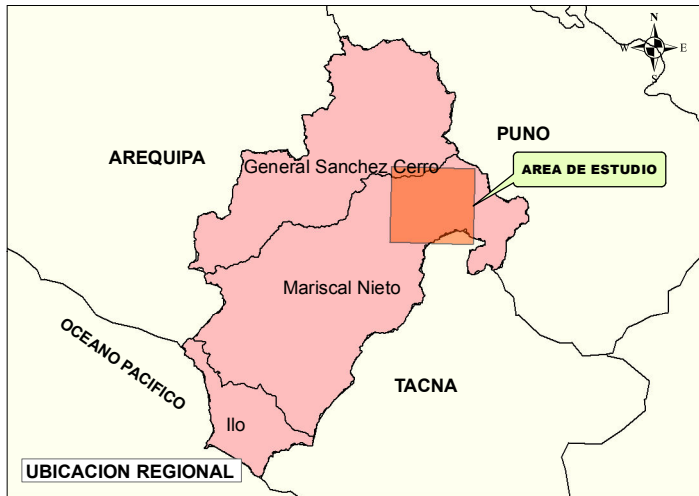 N
W E
S
PUNO
AREQUIPA
General Sanchez Cerro
AREA DE ESTUDIO
Mariscal Nieto
OCEANO PACIFICO
TACNA
Ilo
UBICACION REGIONAL